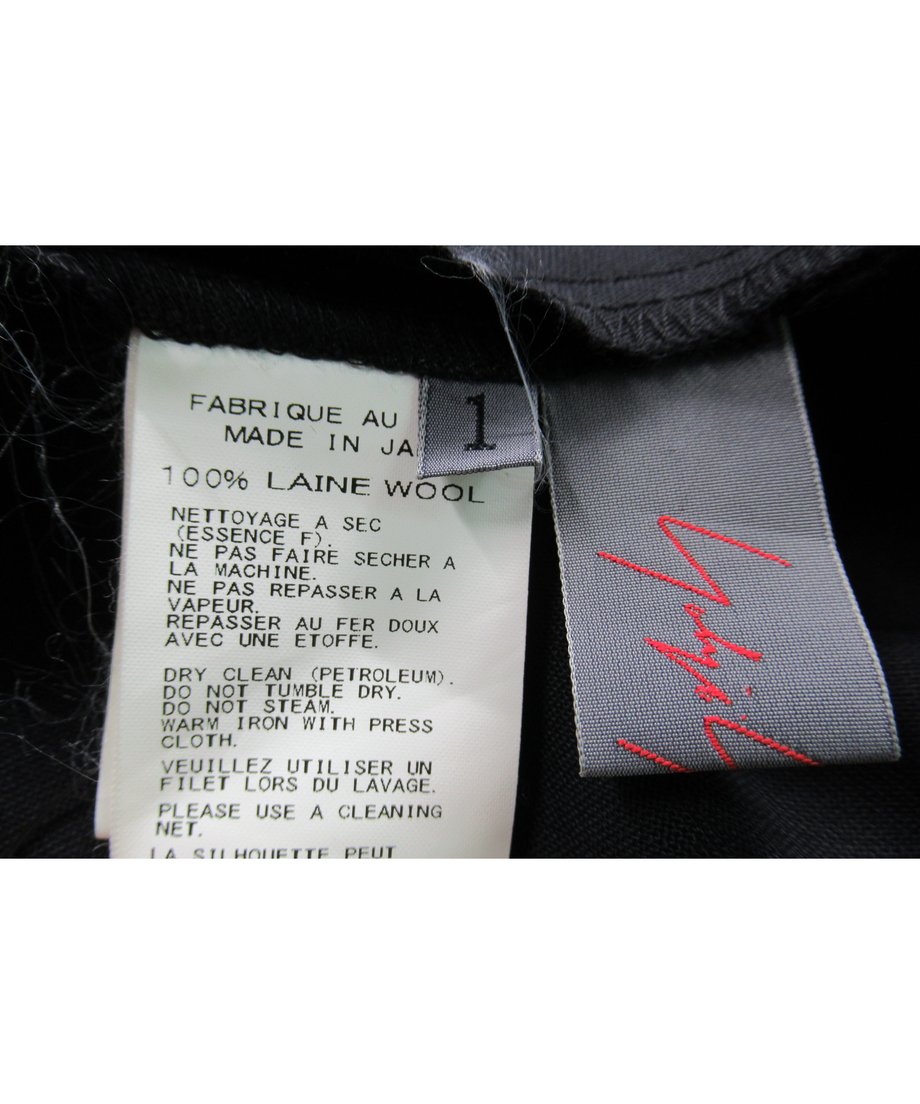 FABRIQUE AU
MADE IN JA
1
100% LAINE WOOL
NETTOYAGE A SEC
(ESSENCE F).
NE PAS FAIRE SECHER A
LA MACHINE.
NE PAS REPASSER A LA
VAPEUR.
REPASSER AU FER DOUX
AVEC UNE ETOFFE.
DRY CLEAN (PETROLEUM).
DO NOT TUMBLE DRY.
DO NOT STEAM.
WARM IRON WITH PRESS
CLOTH.
VEUILLEZ UTILISER UN
FILET LORS DU LAVAGE.
PLEASE USE A CLEANING
NET.
LA SILHOUETTE PEUT